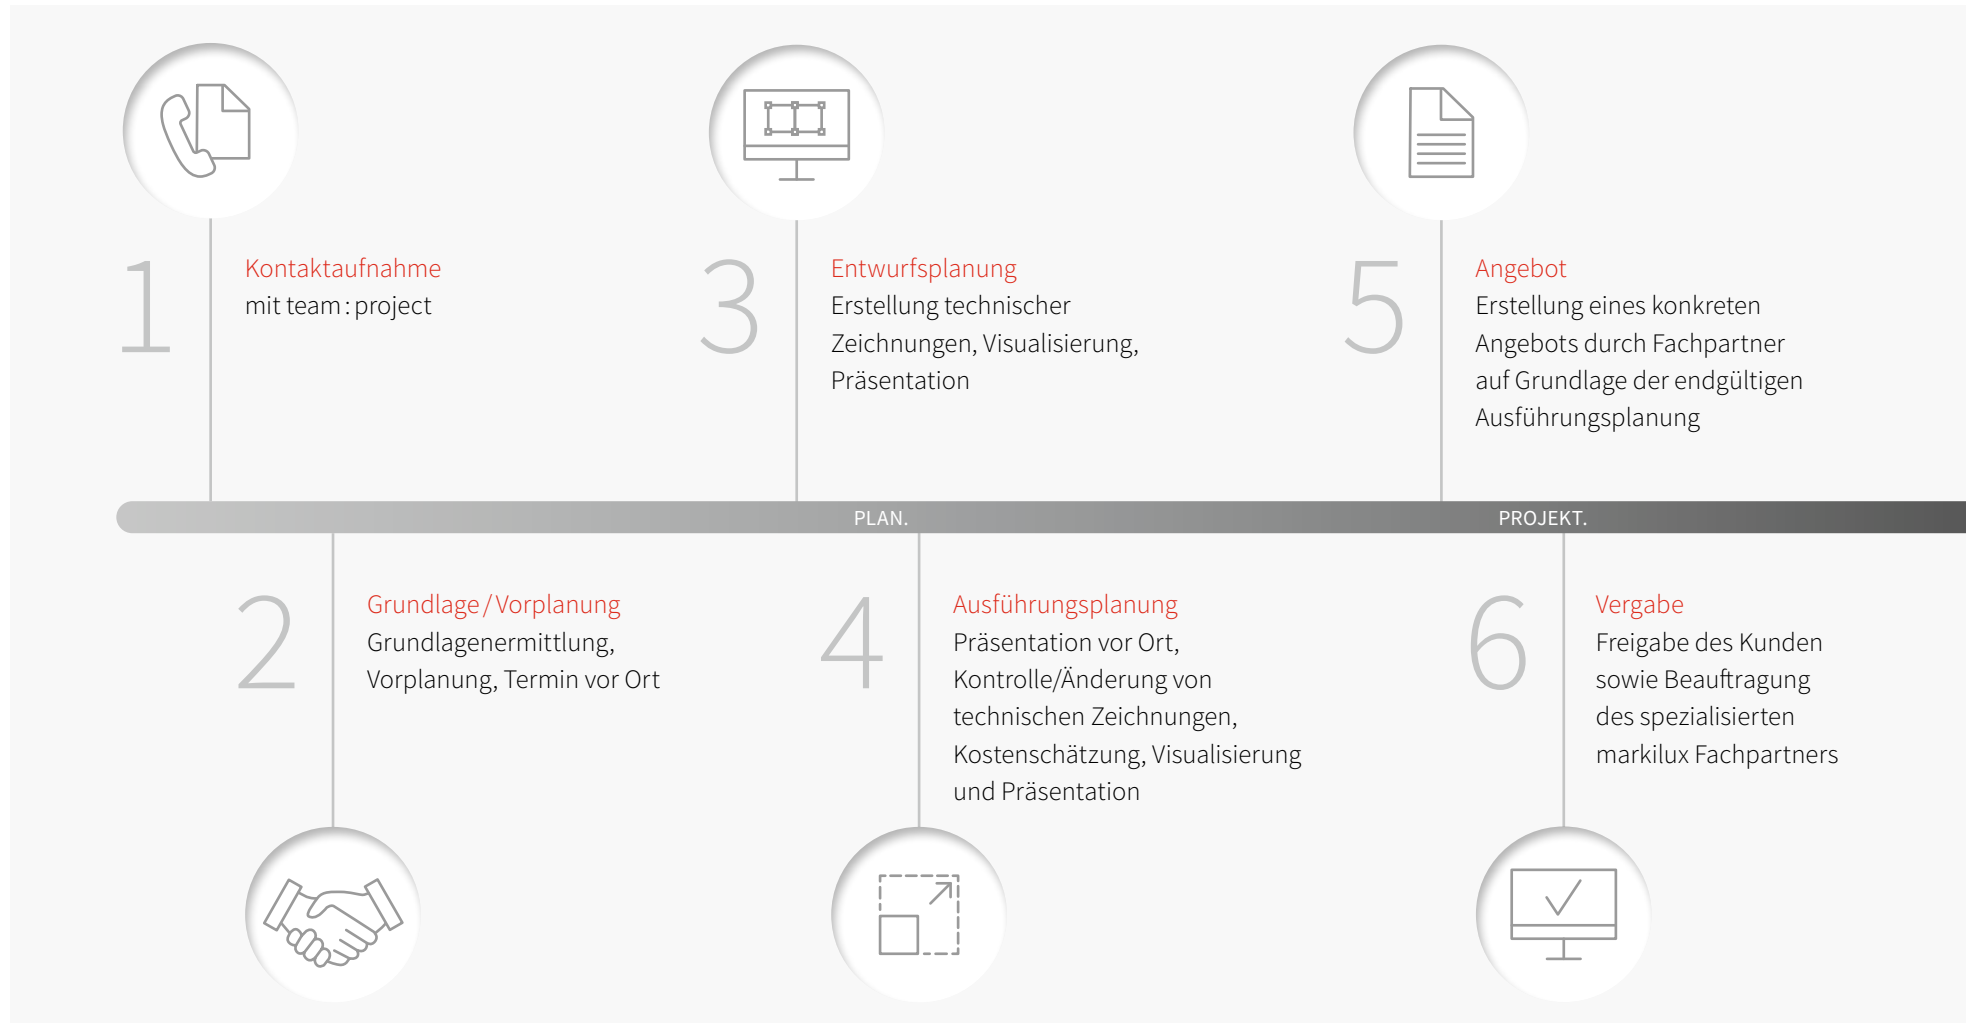 1
Kontaktaufnahme
mit team : project
3
Entwurfsplanung
Erstellung technischer
Zeichnungen, Visualisierung,
Präsentation
5
Angebot
Erstellung eines konkreten
Angebots durch Fachpartner
auf Grundlage der endgültigen
Ausführungsplanung
PLAN.
PROJEKT.
2
Grundlage / Vorplanung
Grundlagenermittlung,
Vorplanung, Termin vor Ort
4
Ausführungsplanung
Präsentation vor Ort,
Kontrolle/Änderung von
technischen Zeichnungen,
Kostenschätzung, Visualisierung
und Präsentation
6
Vergabe
Freigabe des Kunden
sowie Beauftragung
des spezialisierten
markilux Fachpartners